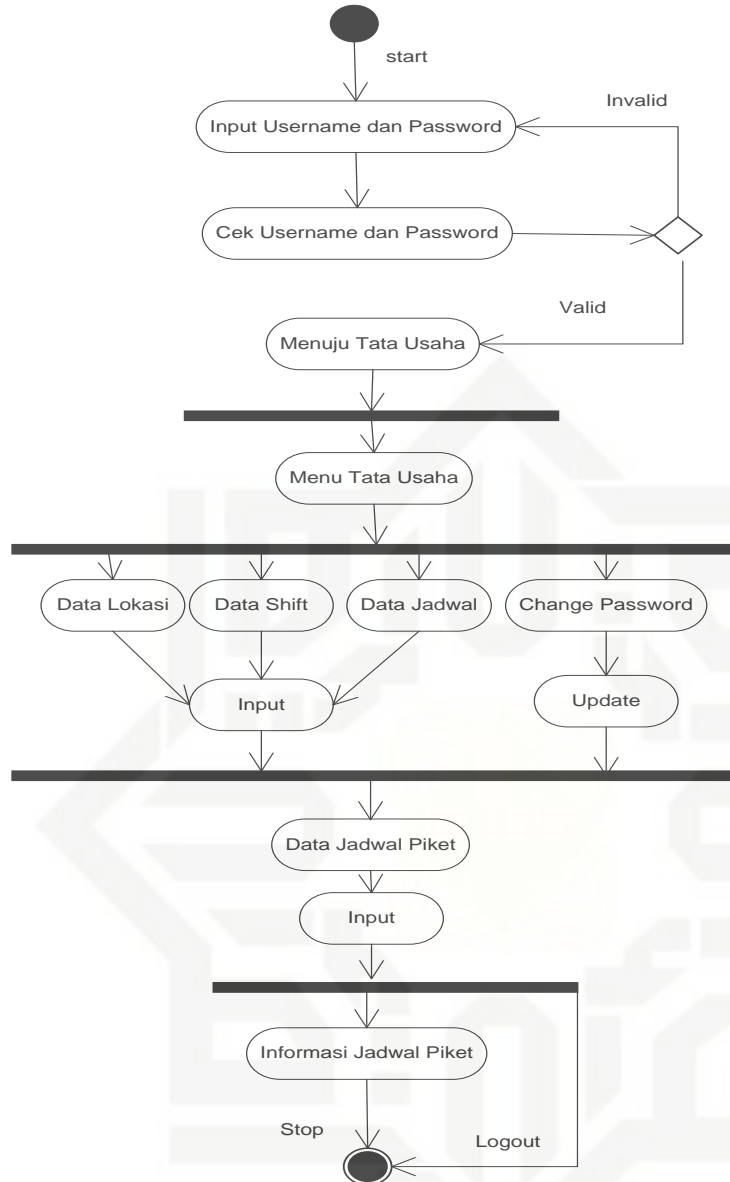 start
Invalid
Input Username dan Password
Cek Username dan Password
Valid
Menuju Tata Usaha
Menu Tata Usaha
Data Lokasi
Data Shift
Data Jadwal
Change Password
Input
Update
Data Jadwal Piket
Input
Informasi Jadwal Piket
Stop
Logout